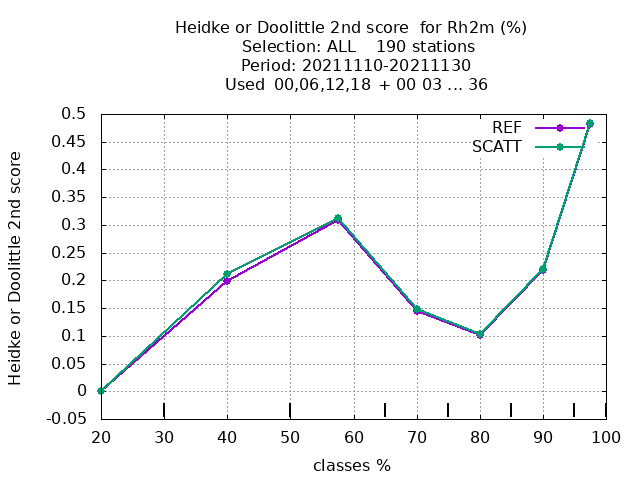 Heidke or Doolittle 2nd score  for Rh2m (%)
Selection: ALL    190 stations
Period: 20211110-20211130
Used  00,06,12,18 + 00 03 ... 36
REF
SCATT
Heidke or Doolittle 2nd score
0.5
0.45
0.4
0.35
0.3
0.25
0.2
0.15
0.1
0.05
0
-0.05
20 30 40 50 60 70 80 90 100
classes %